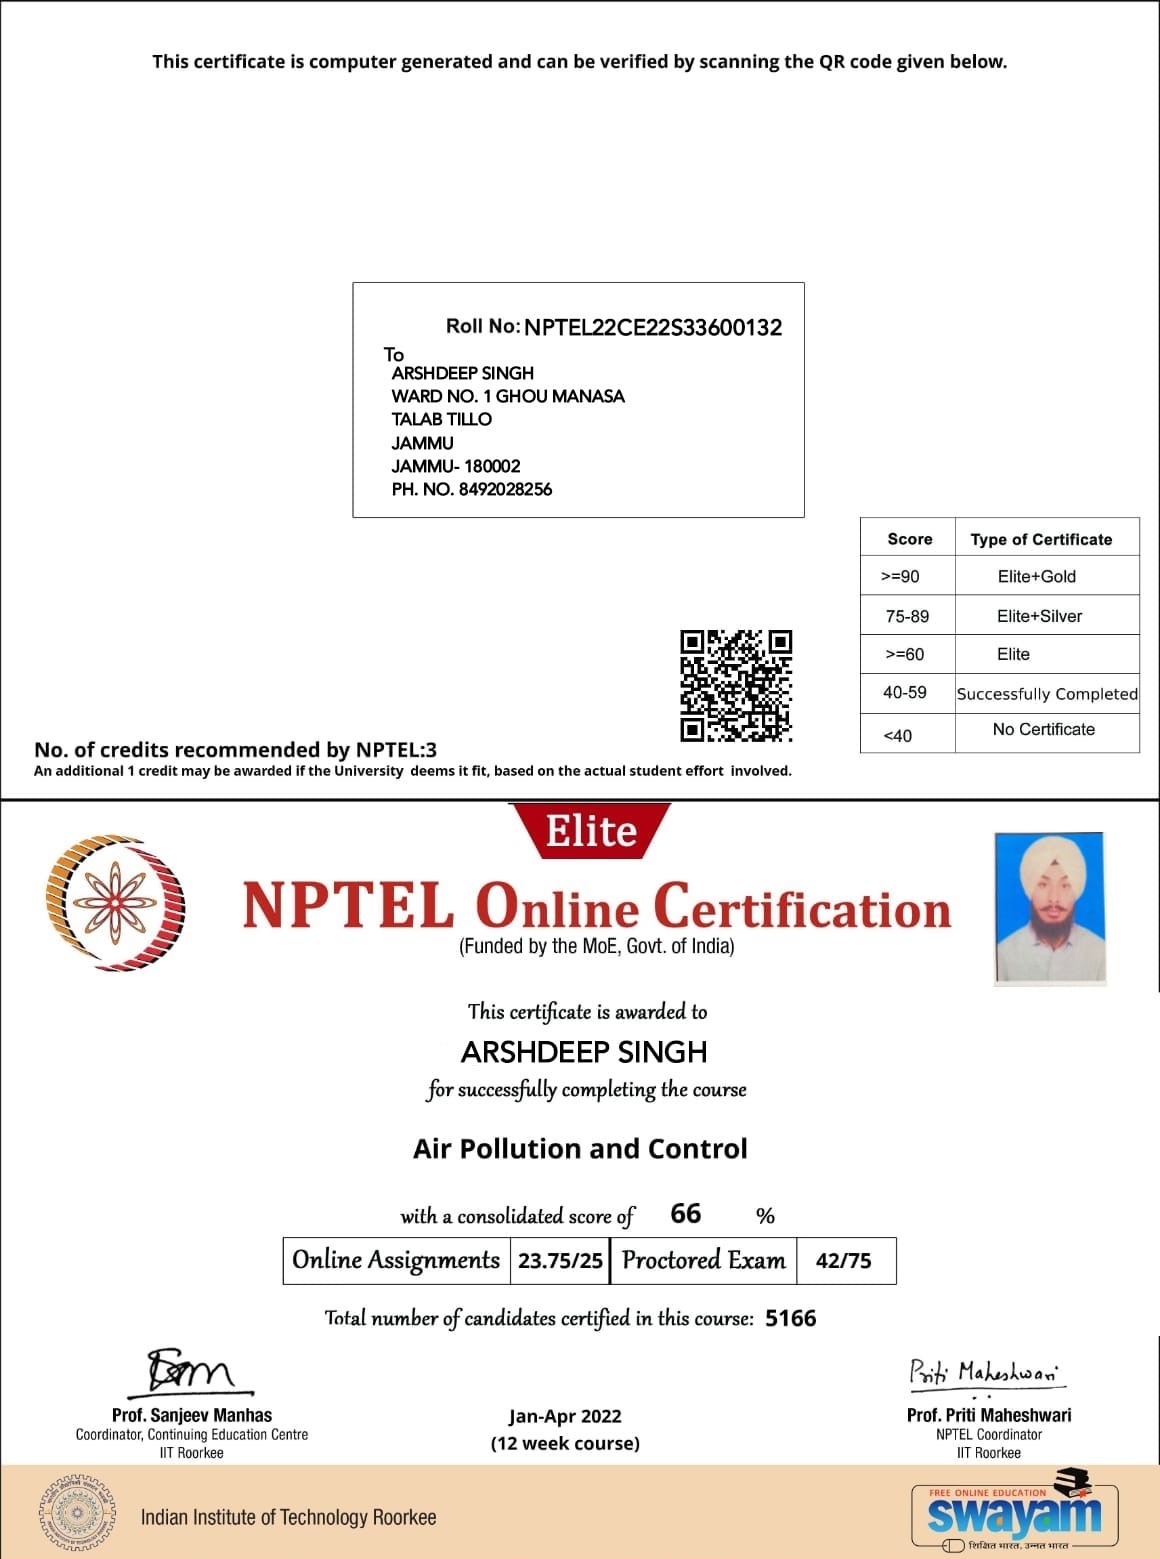 This certificate is computer generated and can be verified by scanning the QR code given below.
Roll No: NPTEL22CE22S33600132
To
ARSHDEEP SINGH
WARD NO. 1 GHOU MANASA
TALAB TILLO
JAMMU
JAMMU- 180002
PH. NO. 8492028256
Score Type of Certificate
>=90 Elite+Gold
75-89 Elite+Silver
>=60 Elite
40-59 Successfully Completed
<40 No Certificate
No. of credits recommended by NPTEL:3
An additional 1 credit may be awarded if the University deems it fit, based on the actual student effort involved.
Elite
NPTEL Online Certification
(Funded by the MoE, Govt. of India)
This certificate is awarded to
ARSHDEEP SINGH
for successfully completing the course
Air Pollution and Control
with a consolidated score of 66 %
Online Assignments 23.75/25 Proctored Exam 42/75
Total number of candidates certified in this course: 5166
Priti Maheshwari
Prof. Sanjeev Manhas
Coordinator, Continuing Education Centre
IIT Roorkee
Jan-Apr 2022
(12 week course)
Prof. Priti Maheshwari
NPTEL Coordinator
IIT Roorkee
Indian Institute of Technology Roorkee
FREE ONLINE EDUCATION
swayam
शिक्षित भारत, उन्नत भारत